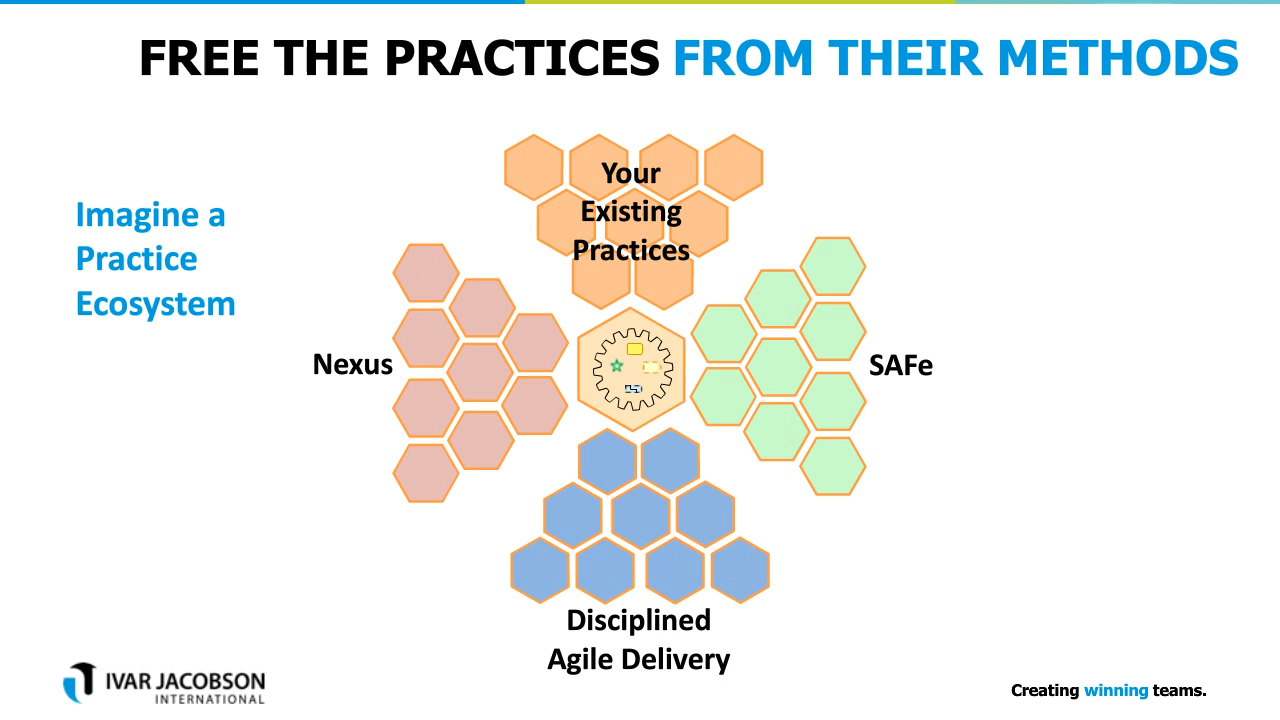 FREE THE PRACTICES FROM THEIR METHODS
Imagine a
Practice
Ecosystem
Your
Existing
Practices
Nexus
SAFe
Disciplined
Agile Delivery
IVAR JACOBSON
INTERNATIONAL
Creating winning teams.